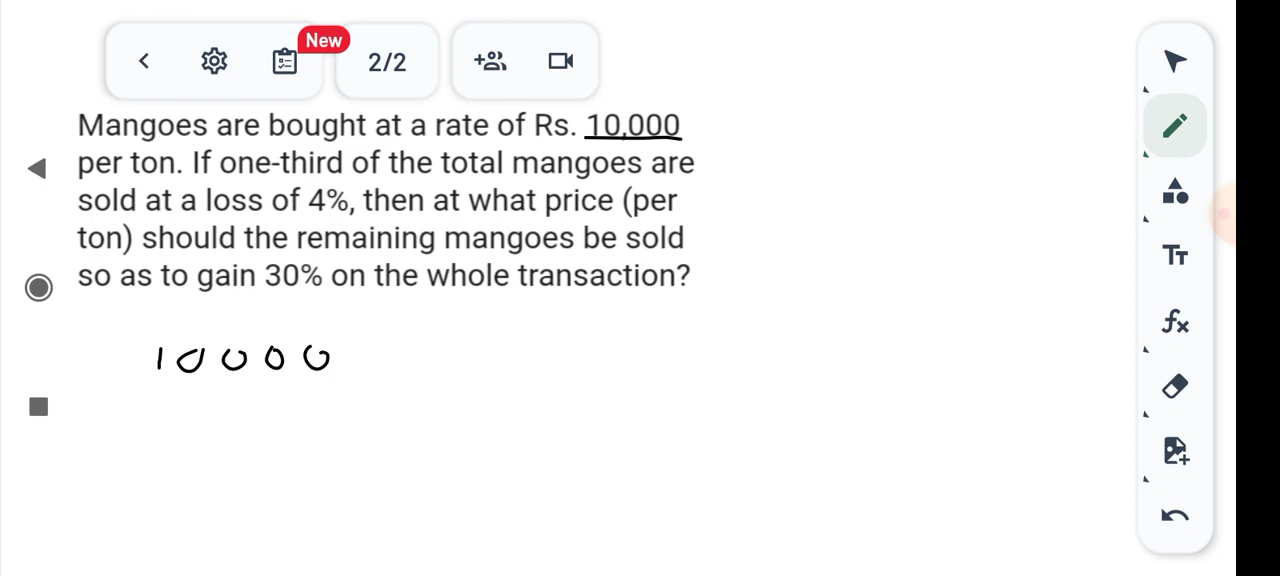 New
2/2
Mangoes are bought at a rate of Rs. 10,000
per ton. If one-third of the total mangoes are
sold at a loss of 4%, then at what price (per
ton) should the remaining mangoes be sold
so as to gain 30% on the whole transaction?
10000
Tт
fx